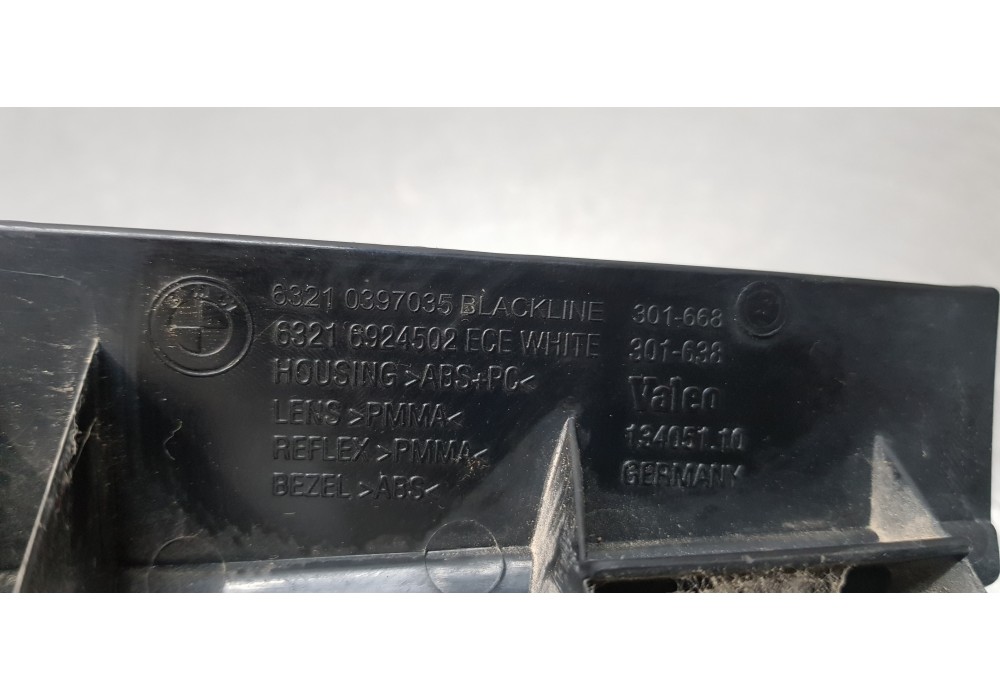 6321 0397035 BLACKLINE
6321 6924502 ECE WHITE
HOUSING >ABS+PC<
LENS >PMMA<
REFLEX >PMMA<
BEZEL >ABS<
301-668
301-638
Valeo
134051.10
GERMANY